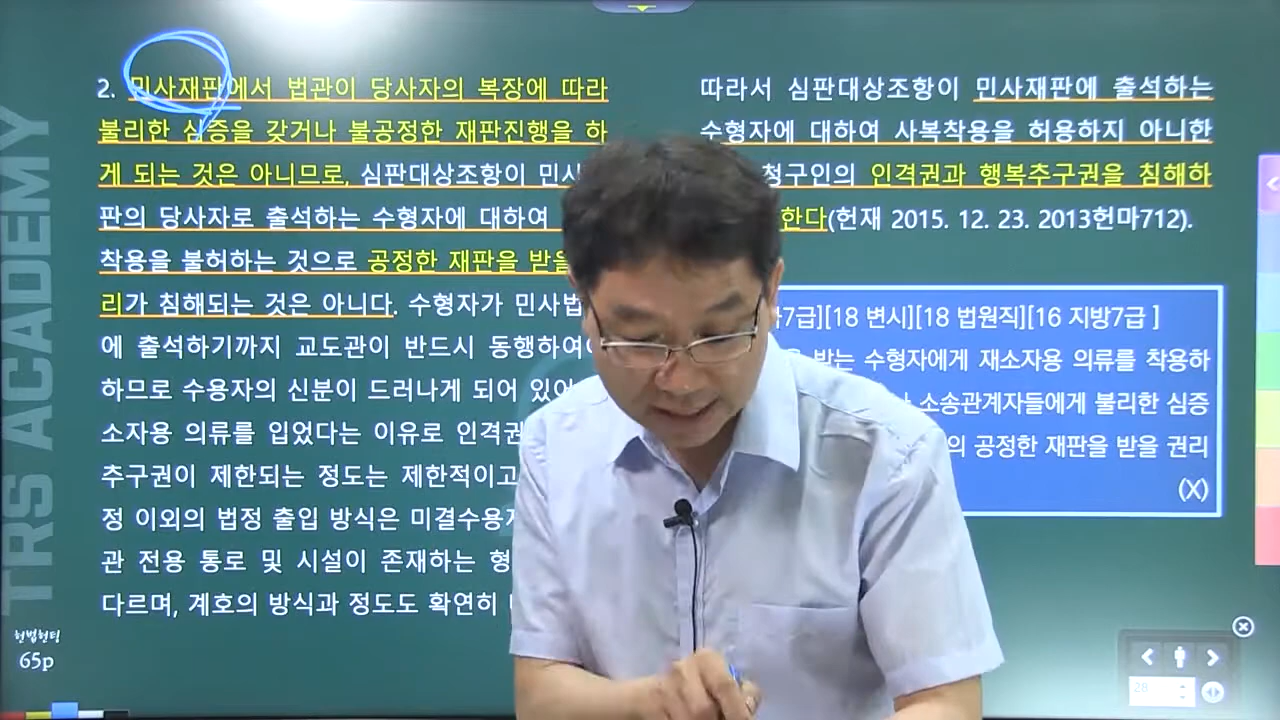 2. 민사재판에서 법관이 당사자의 복장에 따라
불리한 심증을 갖거나 불공정한 재판진행을 하
게 되는 것은 아니므로, 심판대상조항이 민사
판의 당사자로 출석하는 수형자에 대하여
착용을 불허하는 것으로 공정한 재판을 받을
리가 침해되는 것은 아니다. 수형자가 민사법
에 출석하기까지 교도관이 반드시 동행하여야
하므로 수용자의 신분이 드러나게 되어 있어
소자용 의류를 입었다는 이유로 인격권
추구권이 제한되는 정도는 제한적이고
정 이외의 법정 출입 방식은 미결수용자
관 전용 통로 및 시설이 존재하는 형
다르며, 계호의 방식과 정도도 확연히
따라서 심판대상조항이 민사재판에 출석하는
수형자에 대하여 사복착용을 허용하지 아니한
청구인의 인격권과 행복추구권을 침해하
한다(헌재 2015. 12. 23. 2013헌마712).
7급][18 변시][18 법원직][16 지방7급 ]
받는 수형자에게 재소자용 의류를 착용하
소송관계자들에게 불리한 심증
의 공정한 재판을 받을 권리
(X)
TRS ACADEMY
헌법헌팅
65p
28